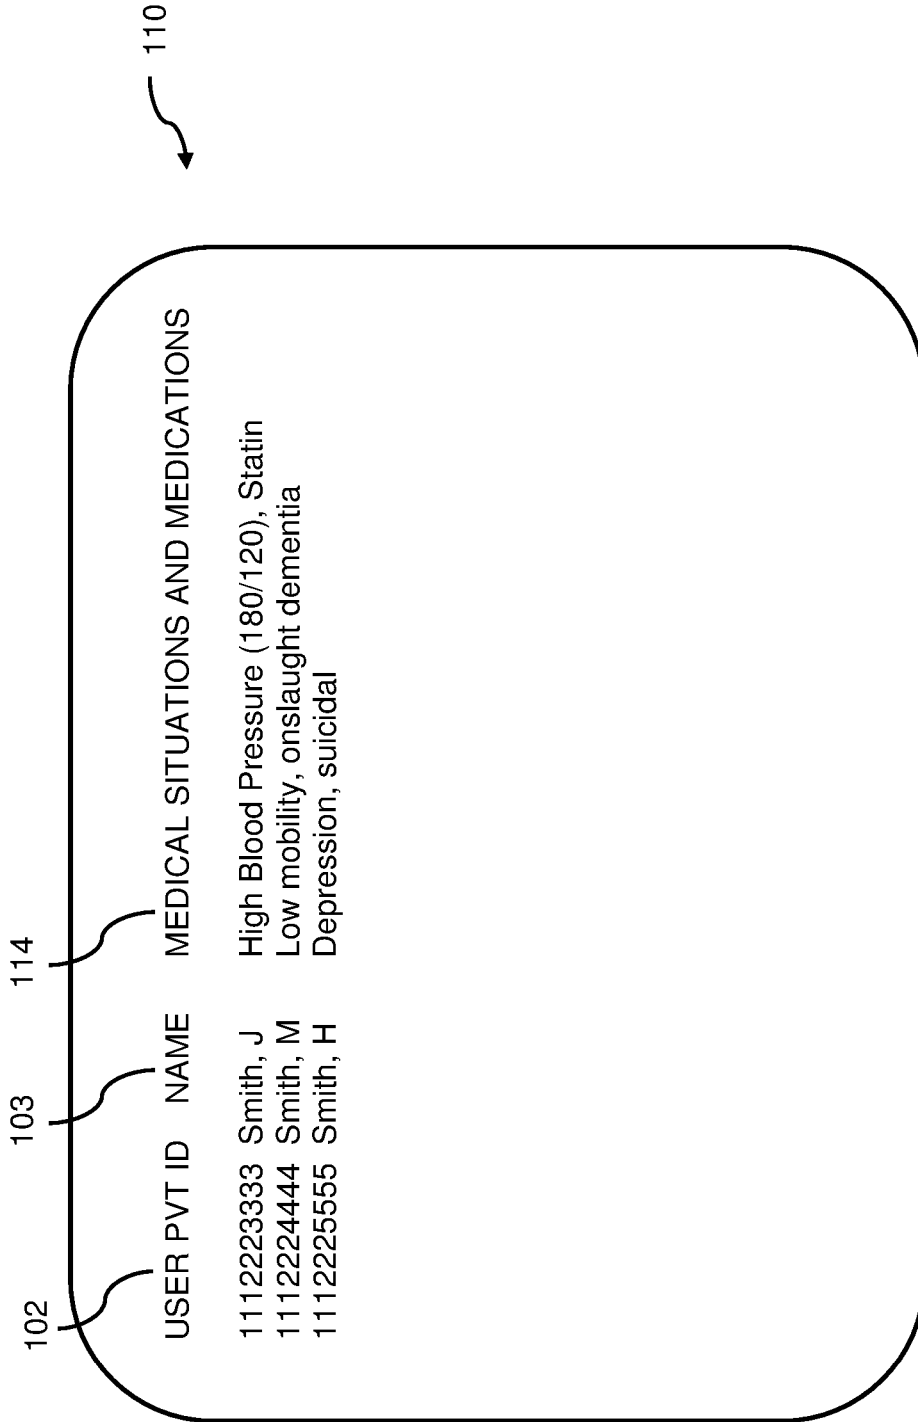 102 103 114
110
USER PVT ID NAME MEDICAL SITUATIONS AND MEDICATIONS
1112223333 Smith, J High Blood Pressure (180/120), Statin
1112224444 Smith, M Low mobility, onslaught dementia
1112225555 Smith, H Depression, suicidal